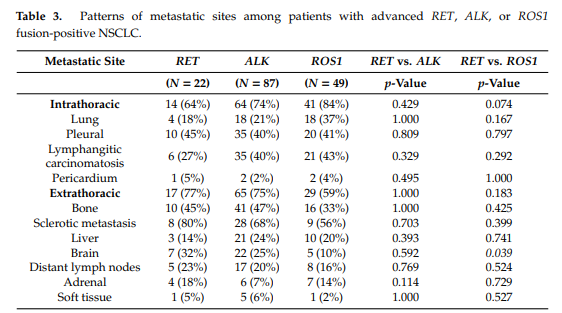 Table 3. Patterns of metastatic sites among patients with advanced RET, ALK, or ROS1
fusion-positive NSCLC.
Metastatic Site RET ALK ROS1 RET vs. ALK RET vs. ROS1
(N = 22) (N = 87) (N = 49) p-Value p-Value
Intrathoracic 14 (64%) 64 (74%) 41 (84%) 0.429 0.074
Lung 4 (18%) 18 (21%) 18 (37%) 1.000 0.167
Pleural 10 (45%) 35 (40%) 20 (41%) 0.809 0.797
Lymphangitic
carcinomatosis 6 (27%) 35 (40%) 21 (43%) 0.329 0.292
Pericardium 1 (5%) 2 (2%) 2 (4%) 0.495 1.000
Extrathoracic 17 (77%) 65 (75%) 29 (59%) 1.000 0.183
Bone 10 (45%) 41 (47%) 16 (33%) 1.000 0.425
Sclerotic metastasis 8 (80%) 28 (68%) 9 (56%) 0.703 0.399
Liver 3 (14%) 21 (24%) 10 (20%) 0.393 0.741
Brain 7 (32%) 22 (25%) 5 (10%) 0.592 0.039
Distant lymph nodes 5 (23%) 17 (20%) 8 (16%) 0.769 0.524
Adrenal 4 (18%) 6 (7%) 7 (14%) 0.114 0.729
Soft tissue 1 (5%) 5 (6%) 1 (2%) 1.000 0.527